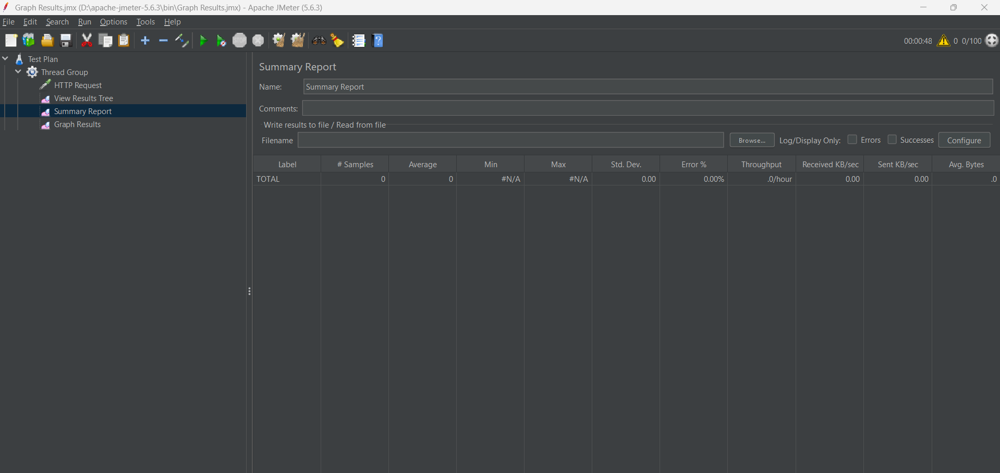 Graph Results.jmx (D:\apache-jmeter-5.6.3\bin\Graph Results.jmx) - Apache JMeter (5.6.3)
File Edit Search Run Options Tools Help
STOP ? 00:00:48 0 0/100
Test Plan
Thread Group
HTTP Request
View Results Tree
Summary Report
Graph Results
Summary Report
Name: Summary Report
Comments:
Write results to file / Read from file
Filename Browse... Log/Display Only: Errors Successes Configure
Label # Samples Average Min Max Std. Dev. Error % Throughput Received KB/sec Sent KB/sec Avg. Bytes
TOTAL 0 0 #N/A #N/A 0.00 0.00% .0/hour 0.00 0.00 .0